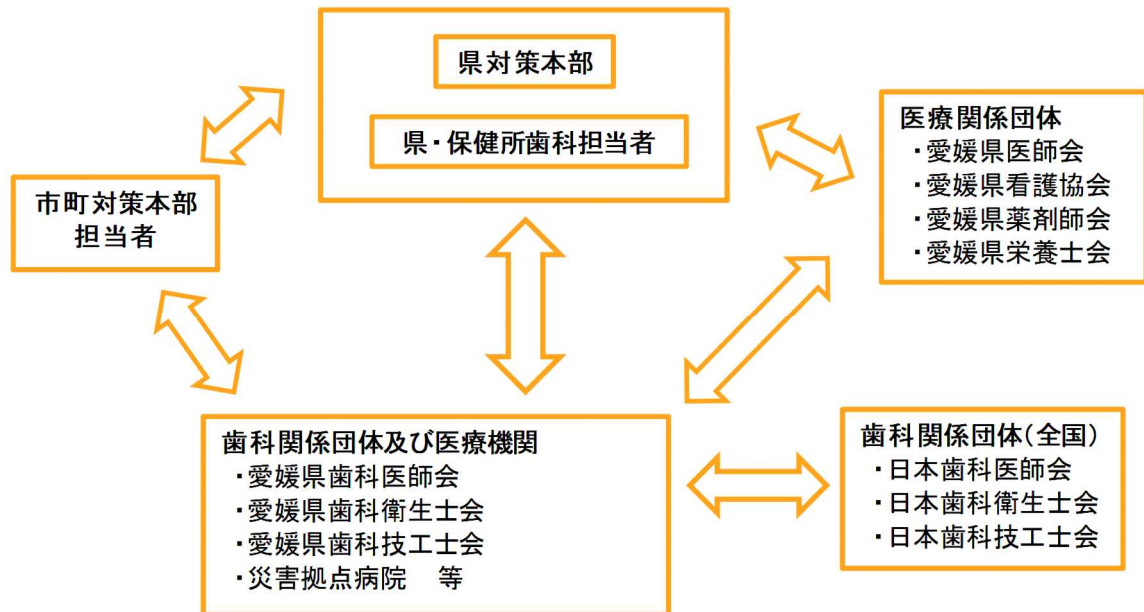 県対策本部
県・保健所歯科担当者
市町対策本部
担当者
医療関係団体
・愛媛県医師会
・愛媛県看護協会
・愛媛県薬剤師会
・愛媛県栄養士会
歯科関係団体及び医療機関
・愛媛県歯科医師会
・愛媛県歯科衛生士会
・愛媛県歯科技工士会
・災害拠点病院　等
歯科関係団体(全国)
・日本歯科医師会
・日本歯科衛生士会
・日本歯科技工士会